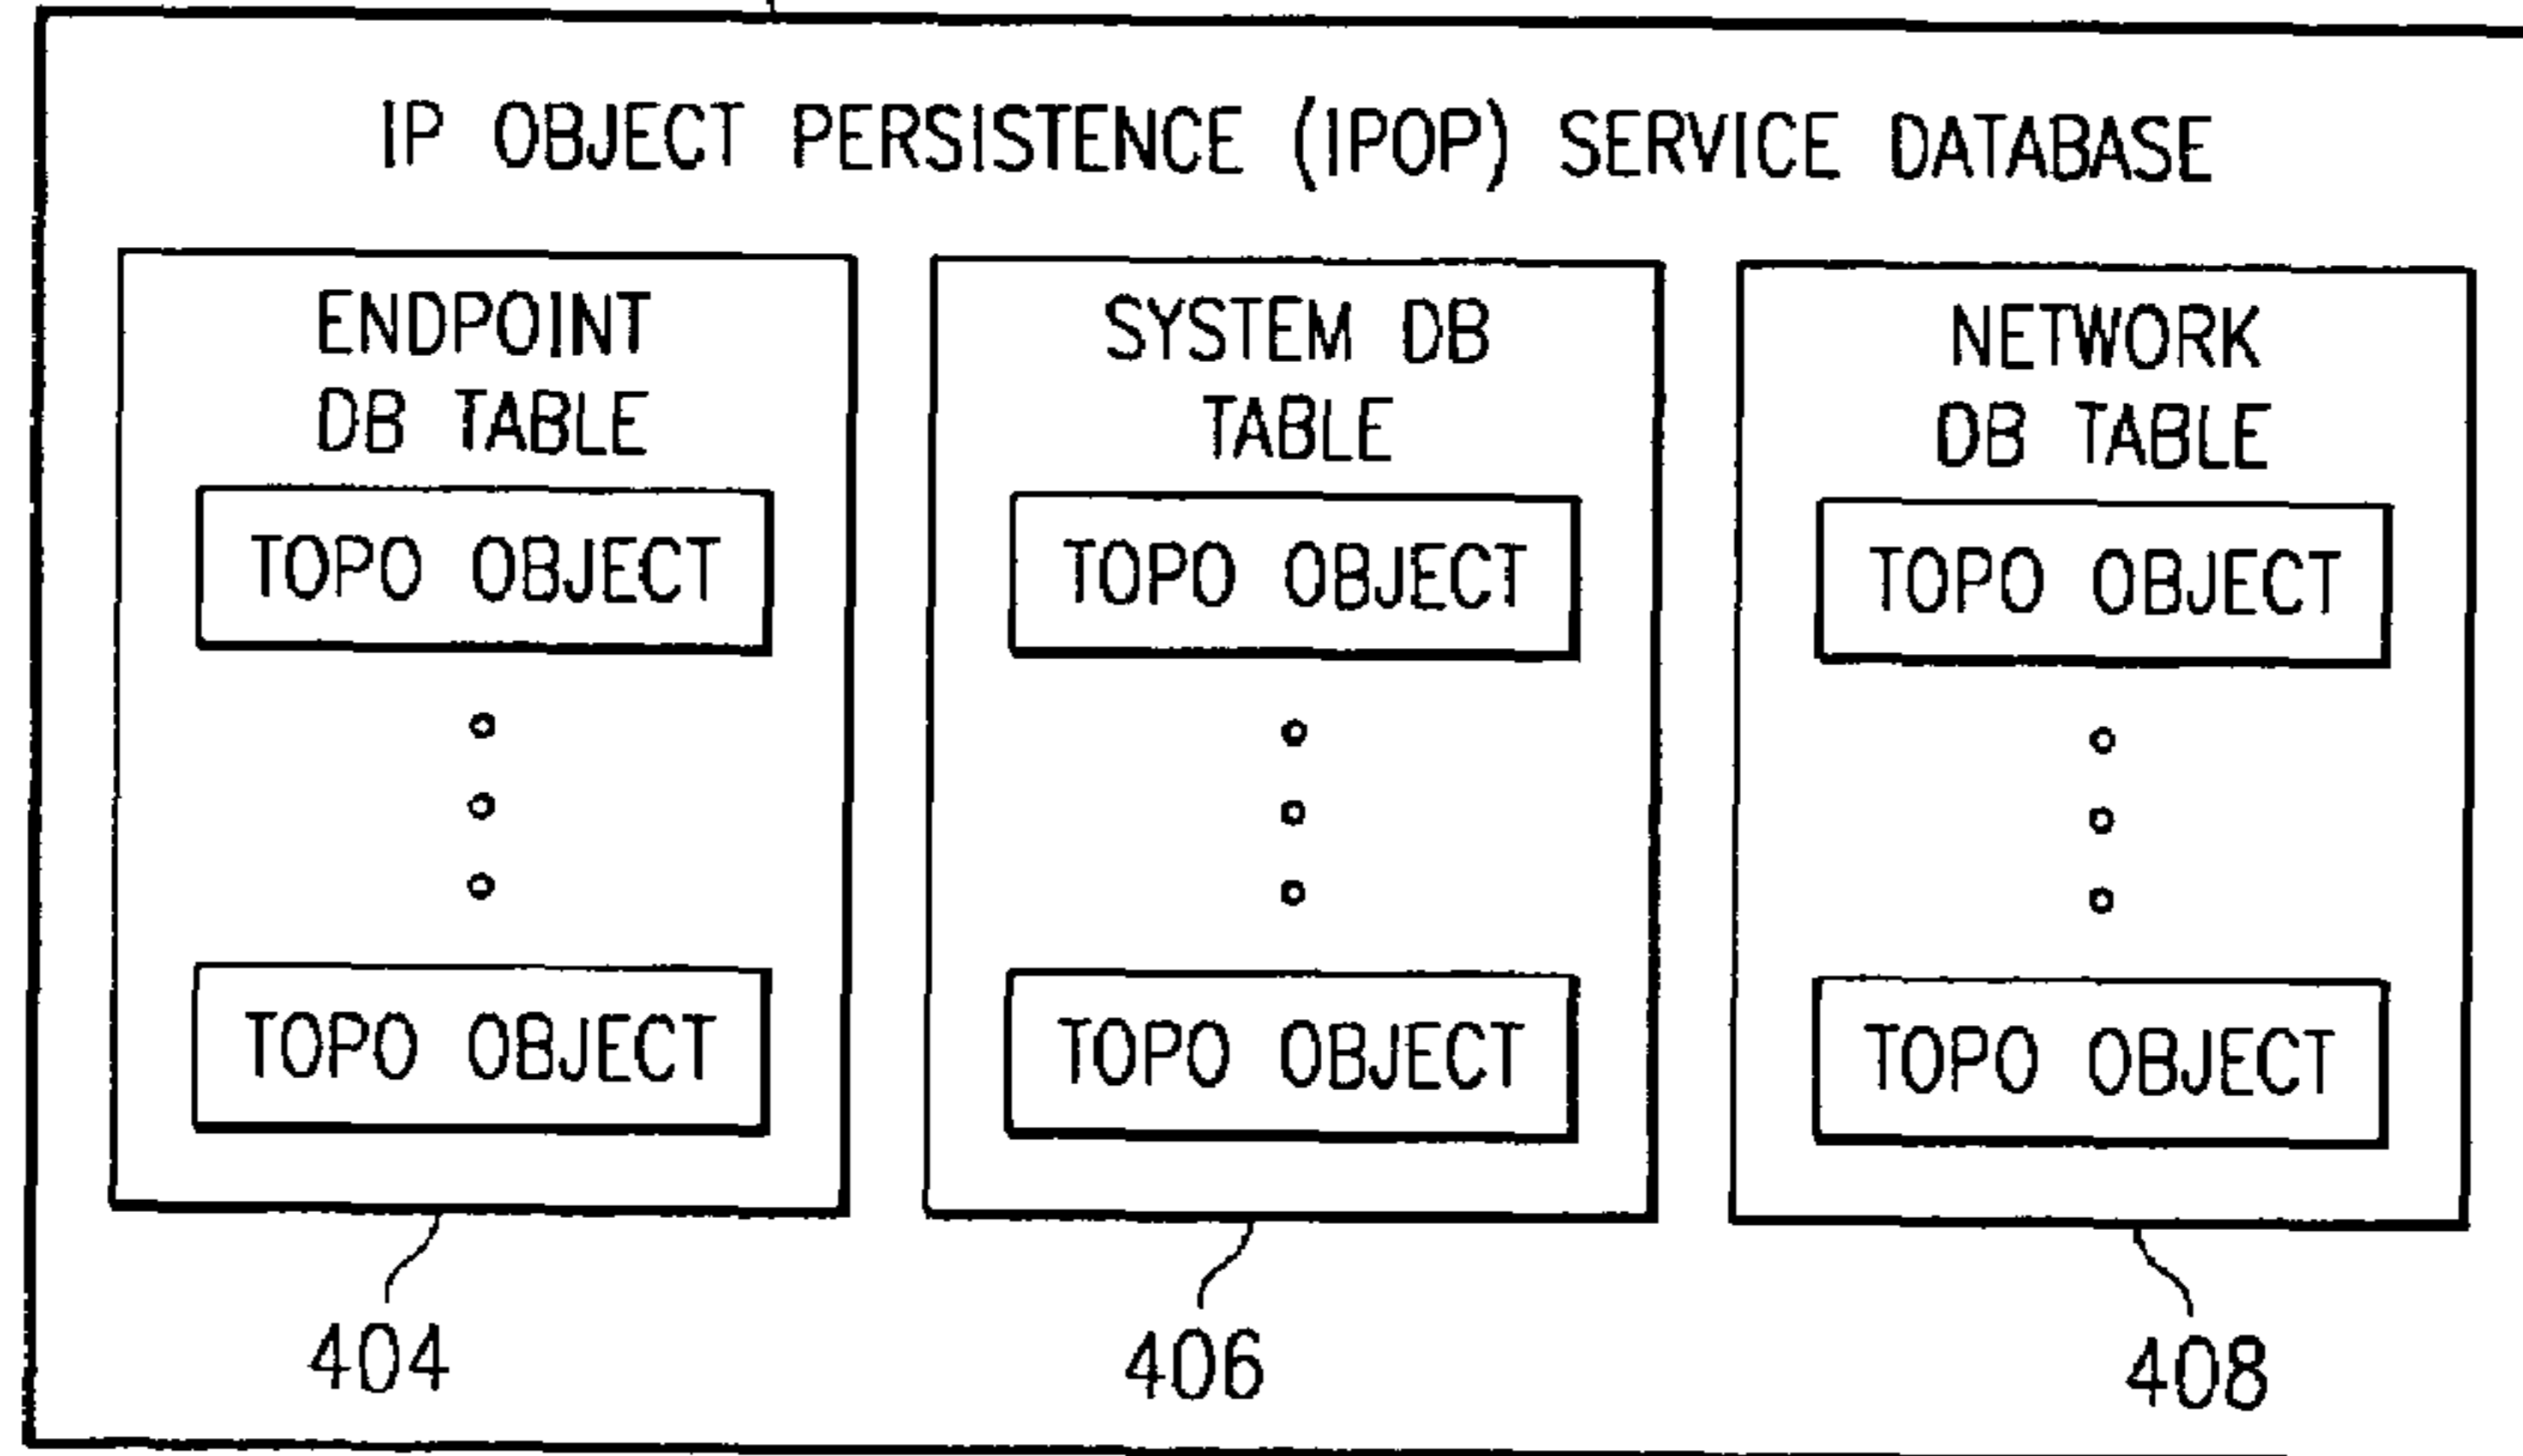 IP OBJECT PERSISTENCE (IPOP) SERVICE DATABASE
ENDPOINT
DB TABLE
TOPO OBJECT
TOPO OBJECT
404
SYSTEM DB
TABLE
TOPO OBJECT
TOPO OBJECT
406
NETWORK
DB TABLE
TOPO OBJECT
TOPO OBJECT
408